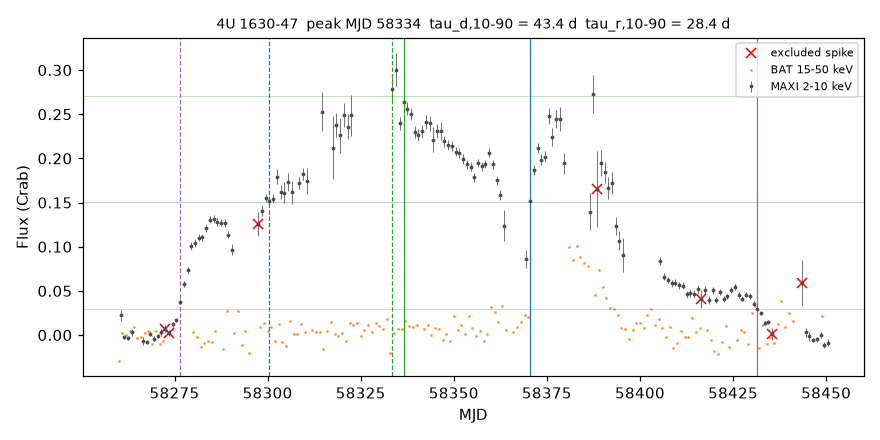 4U 1630-47 peak MJD 58334 tau_d,10-90 = 43.4 d tau_r,10-90 = 28.4 d
excluded spike
BAT 15-50 keV
MAXI 2-10 keV
Flux (Crab)
0.30
0.25
0.20
0.15
0.10
0.05
0.00
58275 58300 58325 58350 58375 58400 58425 58450
MJD